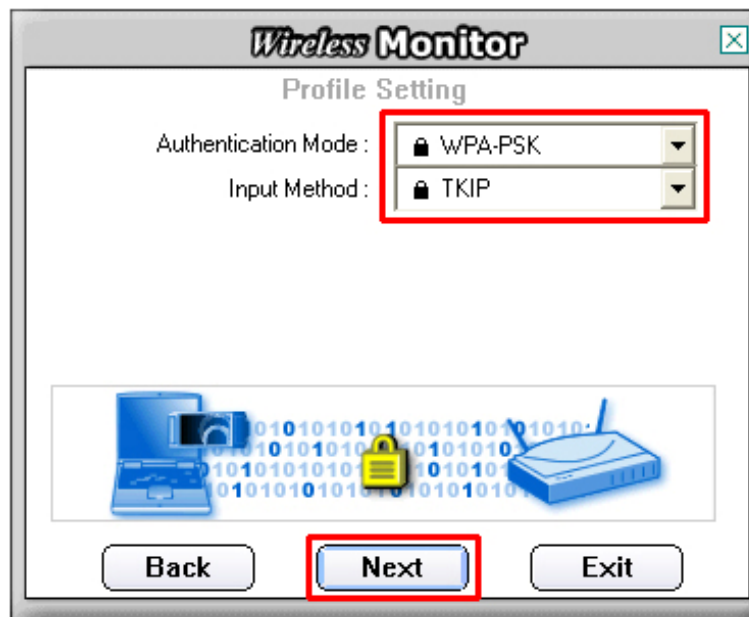 Wireless Monitor
Profile Setting
Authentication Mode : WPA-PSK
Input Method : TKIP
Back Next Exit